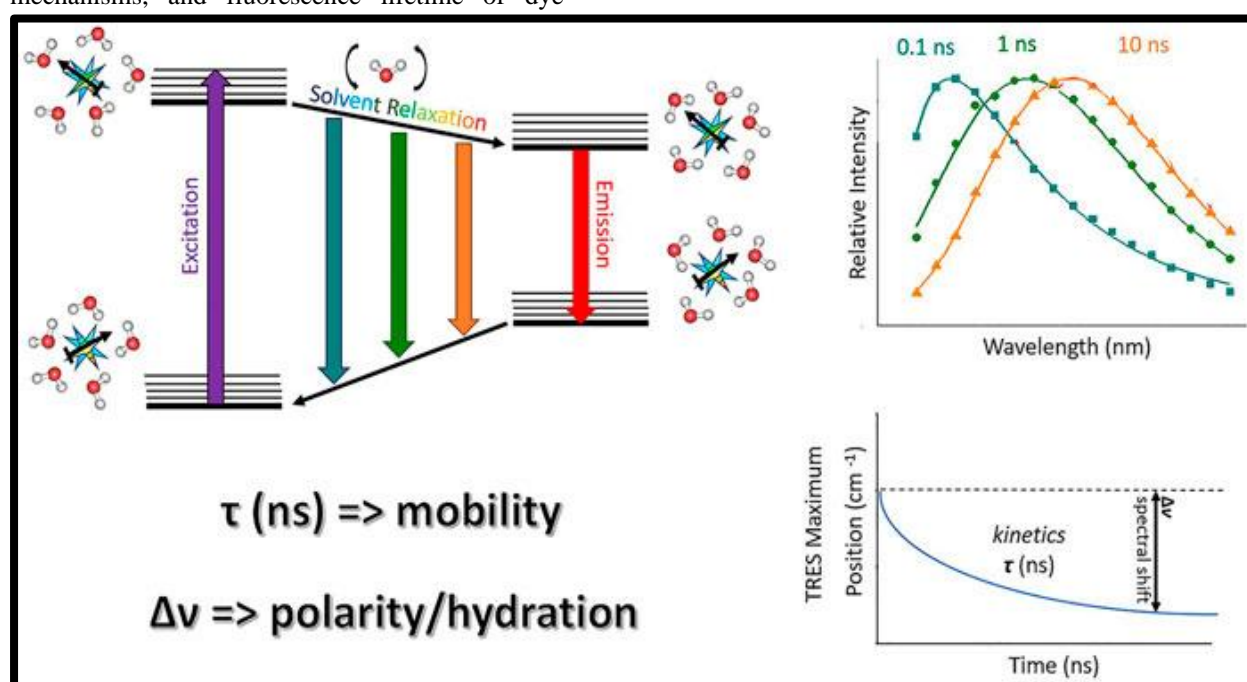 mechanisms, and fluorescence lifetime of dye
Solvent Relaxation
Excitation
Emission
τ (ns) => mobility
Δν => polarity/hydration
0.1 ns 1 ns 10 ns
Relative Intensity
Wavelength (nm)
TRES Maximum
Position (cm⁻¹)
kinetics
τ (ns)
Δν
spectral shift
Time (ns)